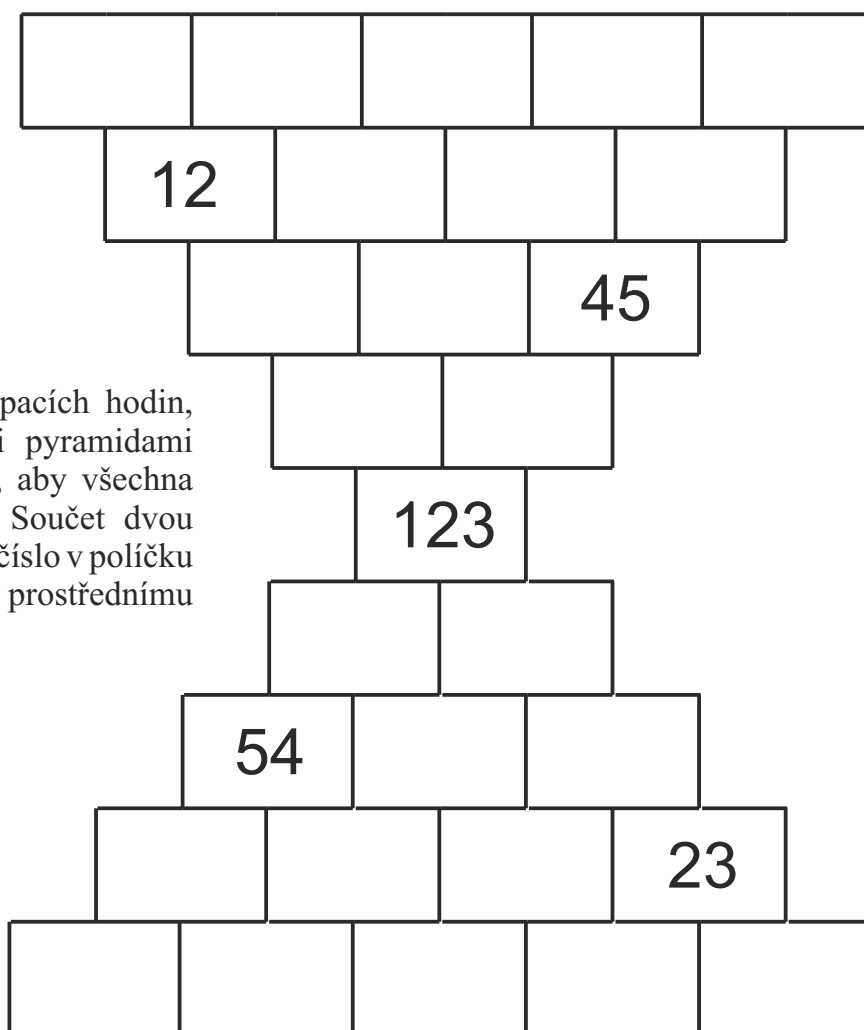 12
45
pacích hodin,
pyramidami
aby všechna
Součet dvou
123
číslo v políčku
prostřednímu
54
23